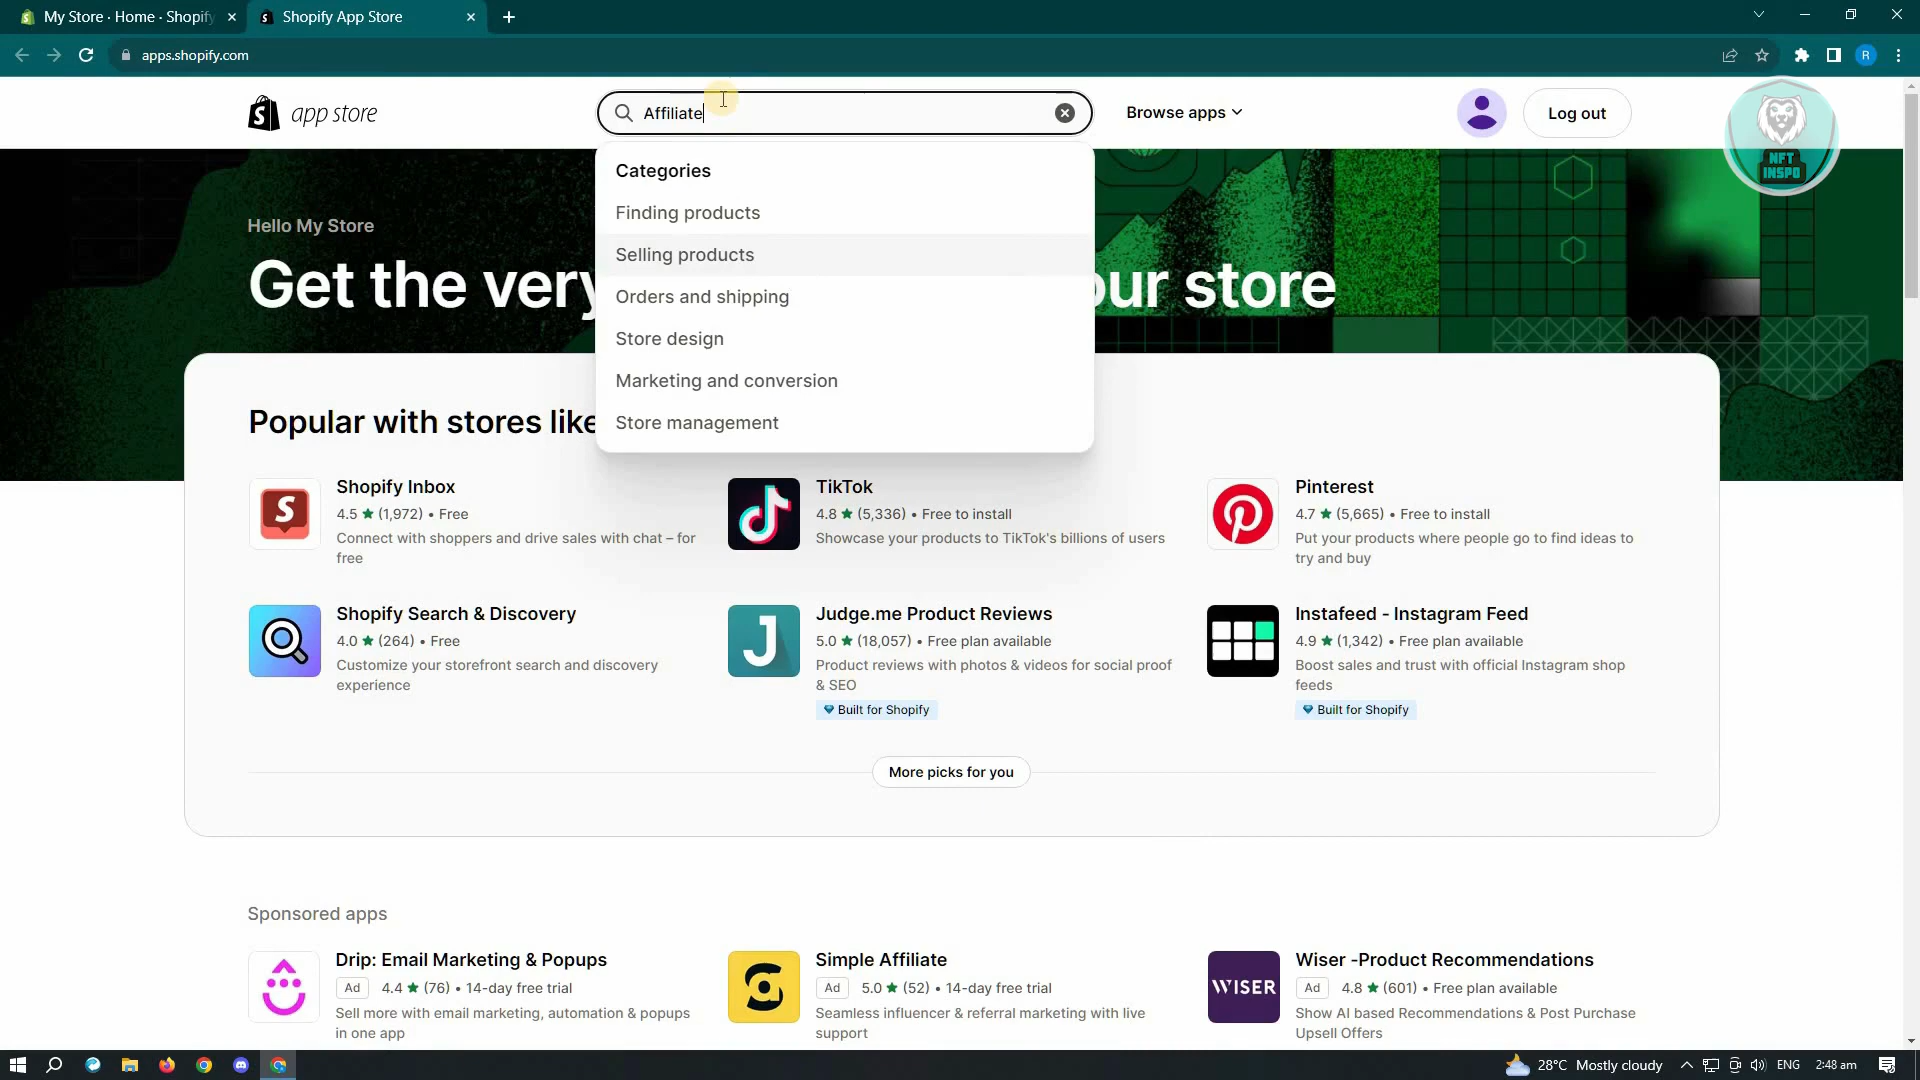 My Store · Home · Shopify
Shopify App Store
apps.shopify.com
R
app store
Affiliate
Browse apps
Log out
NFT
INSPO
Categories
Finding products
Selling products
Orders and shipping
Store design
Marketing and conversion
Store management
Hello My Store
Get the very our store
Popular with stores like
Shopify Inbox
4.5 ★ (1,972) • Free
Connect with shoppers and drive sales with chat – for
free
TikTok
4.8 ★ (5,336) • Free to install
Showcase your products to TikTok's billions of users
Pinterest
4.7 ★ (5,665) • Free to install
Put your products where people go to find ideas to
try and buy
Shopify Search & Discovery
4.0 ★ (264) • Free
Customize your storefront search and discovery
experience
Judge.me Product Reviews
5.0 ★ (18,057) • Free plan available
Product reviews with photos & videos for social proof
& SEO
Built for Shopify
Instafeed - Instagram Feed
4.9 ★ (1,342) • Free plan available
Boost sales and trust with official Instagram shop
feeds
Built for Shopify
More picks for you
Sponsored apps
Drip: Email Marketing & Popups
Ad 4.4 ★ (76) • 14-day free trial
Sell more with email marketing, automation & popups
in one app
Simple Affiliate
Ad 5.0 ★ (52) • 14-day free trial
Seamless influencer & referral marketing with live
support
WISER
Wiser -Product Recommendations
Ad 4.8 ★ (601) • Free plan available
Show AI based Recommendations & Post Purchase
Upsell Offers
28°C Mostly cloudy
ENG
2:48 am